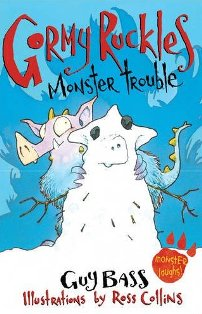 GORMY RUCKLES
MONSTER TROUBLE
MONSTER
laughs!
GUY BASS
Illustrations by Ross Collins